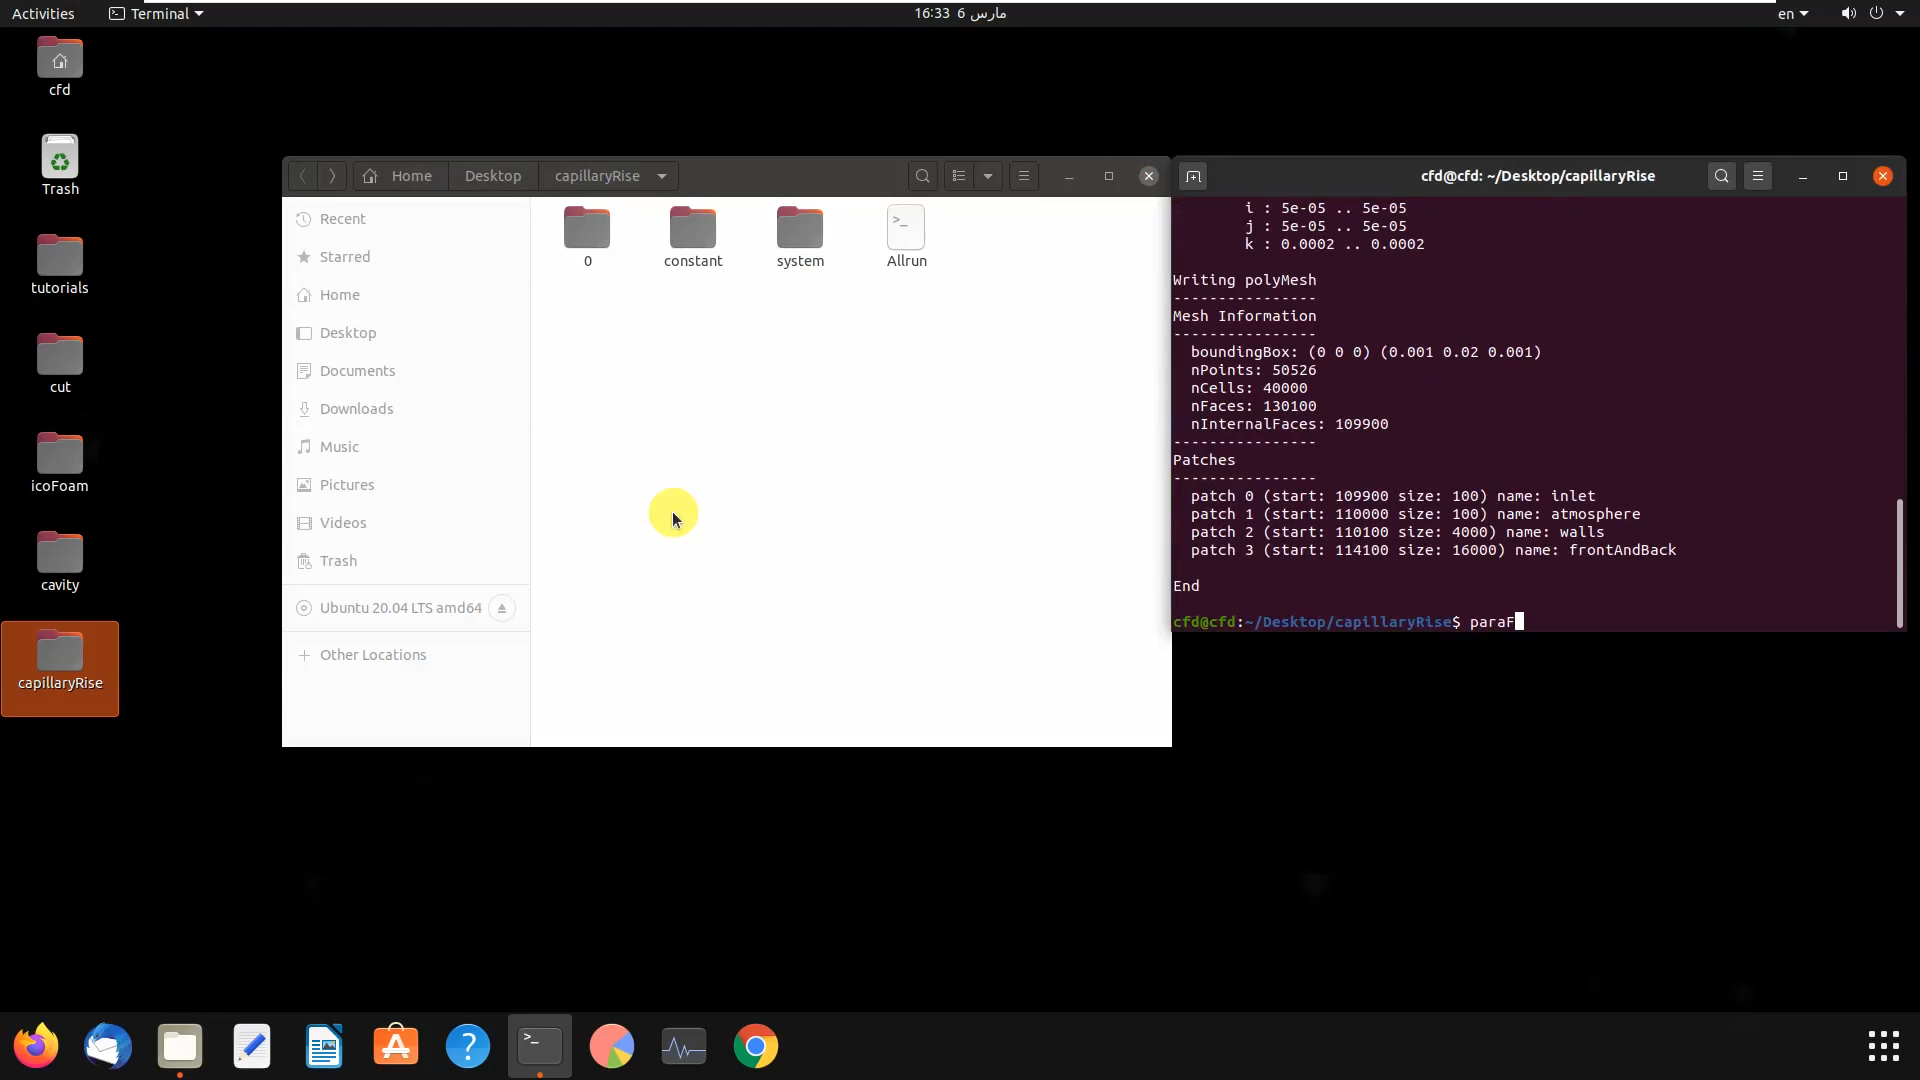 Activities
Terminal
16:33 6 مارس
en
cfd
Trash
tutorials
cut
icoFoam
cavity
capillaryRise
Home
Desktop
capillaryRise
Recent
Starred
Home
Desktop
Documents
Downloads
Music
Pictures
Videos
Trash
Ubuntu 20.04 LTS amd64
Other Locations
0
constant
system
Allrun
cfd@cfd: ~/Desktop/capillaryRise
i : 5e-05 .. 5e-05
j : 5e-05 .. 5e-05
k : 0.0002 .. 0.0002
Writing polyMesh
----------------
Mesh Information
----------------
boundingBox: (0 0 0) (0.001 0.02 0.001)
nPoints: 50526
nCells: 40000
nFaces: 130100
nInternalFaces: 109900
----------------
Patches
----------------
patch 0 (start: 109900 size: 100) name: inlet
patch 1 (start: 110000 size: 100) name: atmosphere
patch 2 (start: 110100 size: 4000) name: walls
patch 3 (start: 114100 size: 16000) name: frontAndBack
End
cfd@cfd:~/Desktop/capillaryRise$ paraF